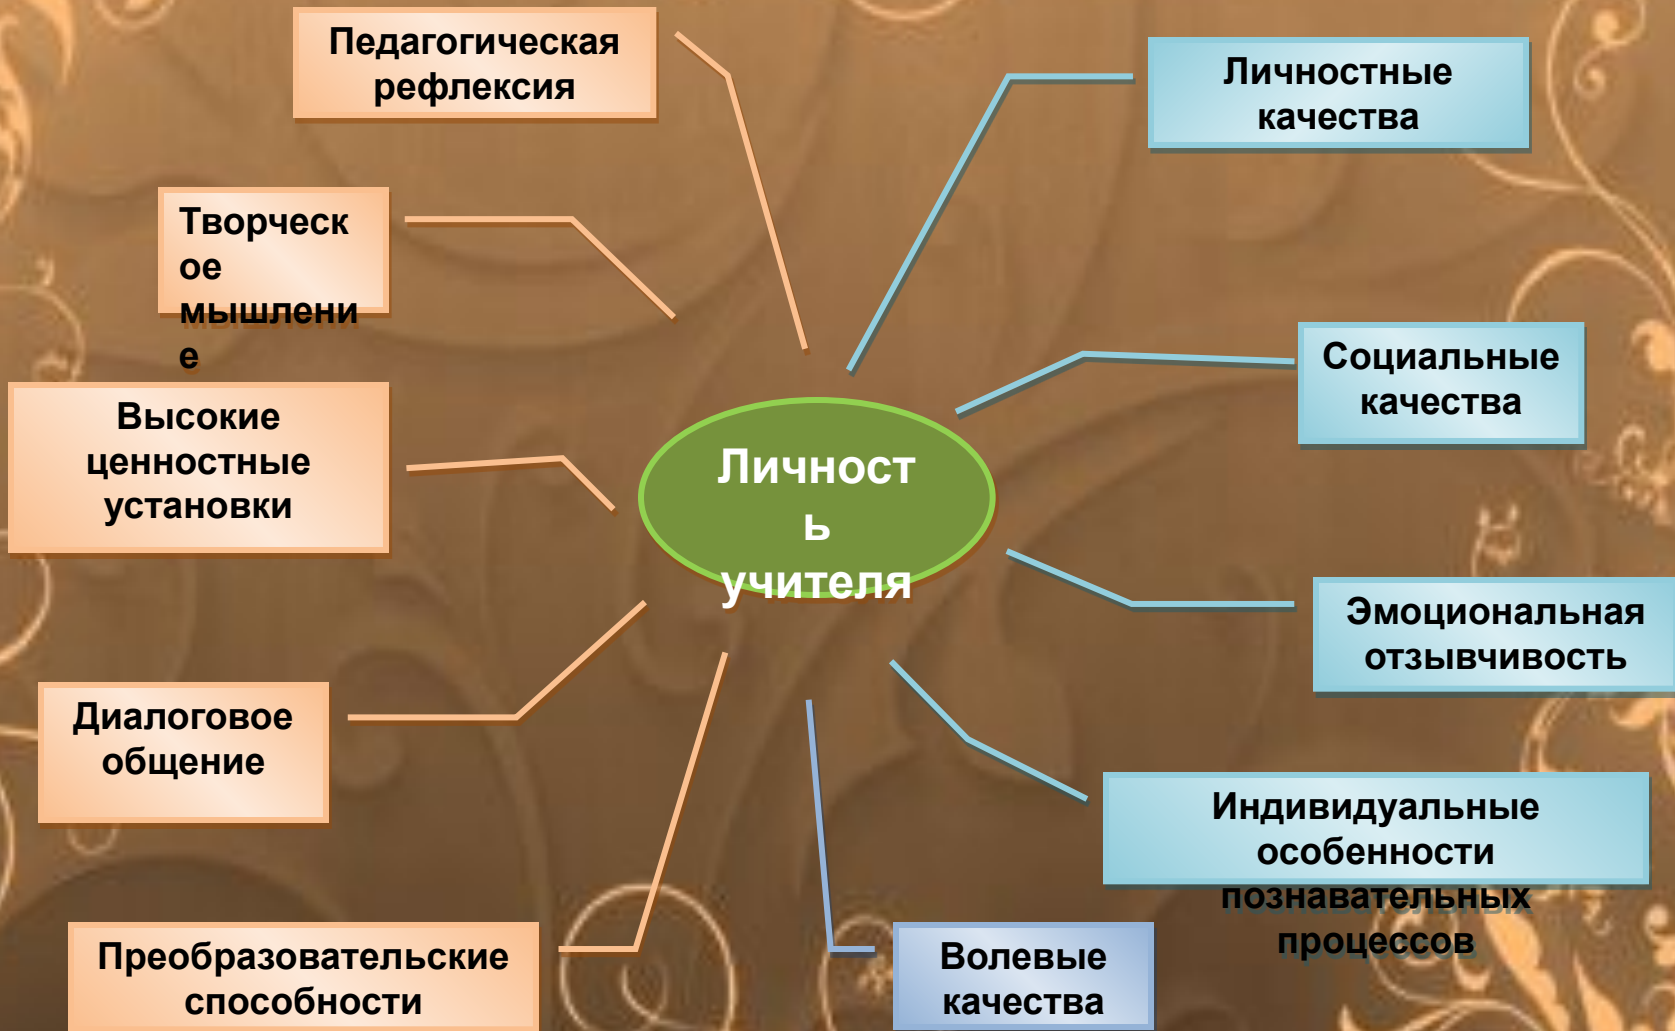 Педагогическая
рефлексия
Личностные
качества
Творческ
ое
мышлени
е
Социальные
качества
Высокие
ценностные
установки
Личност
ь
учителя
Эмоциональная
отзывчивость
Диалоговое
общение
Индивидуальные
особенности
познавательных
процессов
Преобразовательские
способности
Волевые
качества